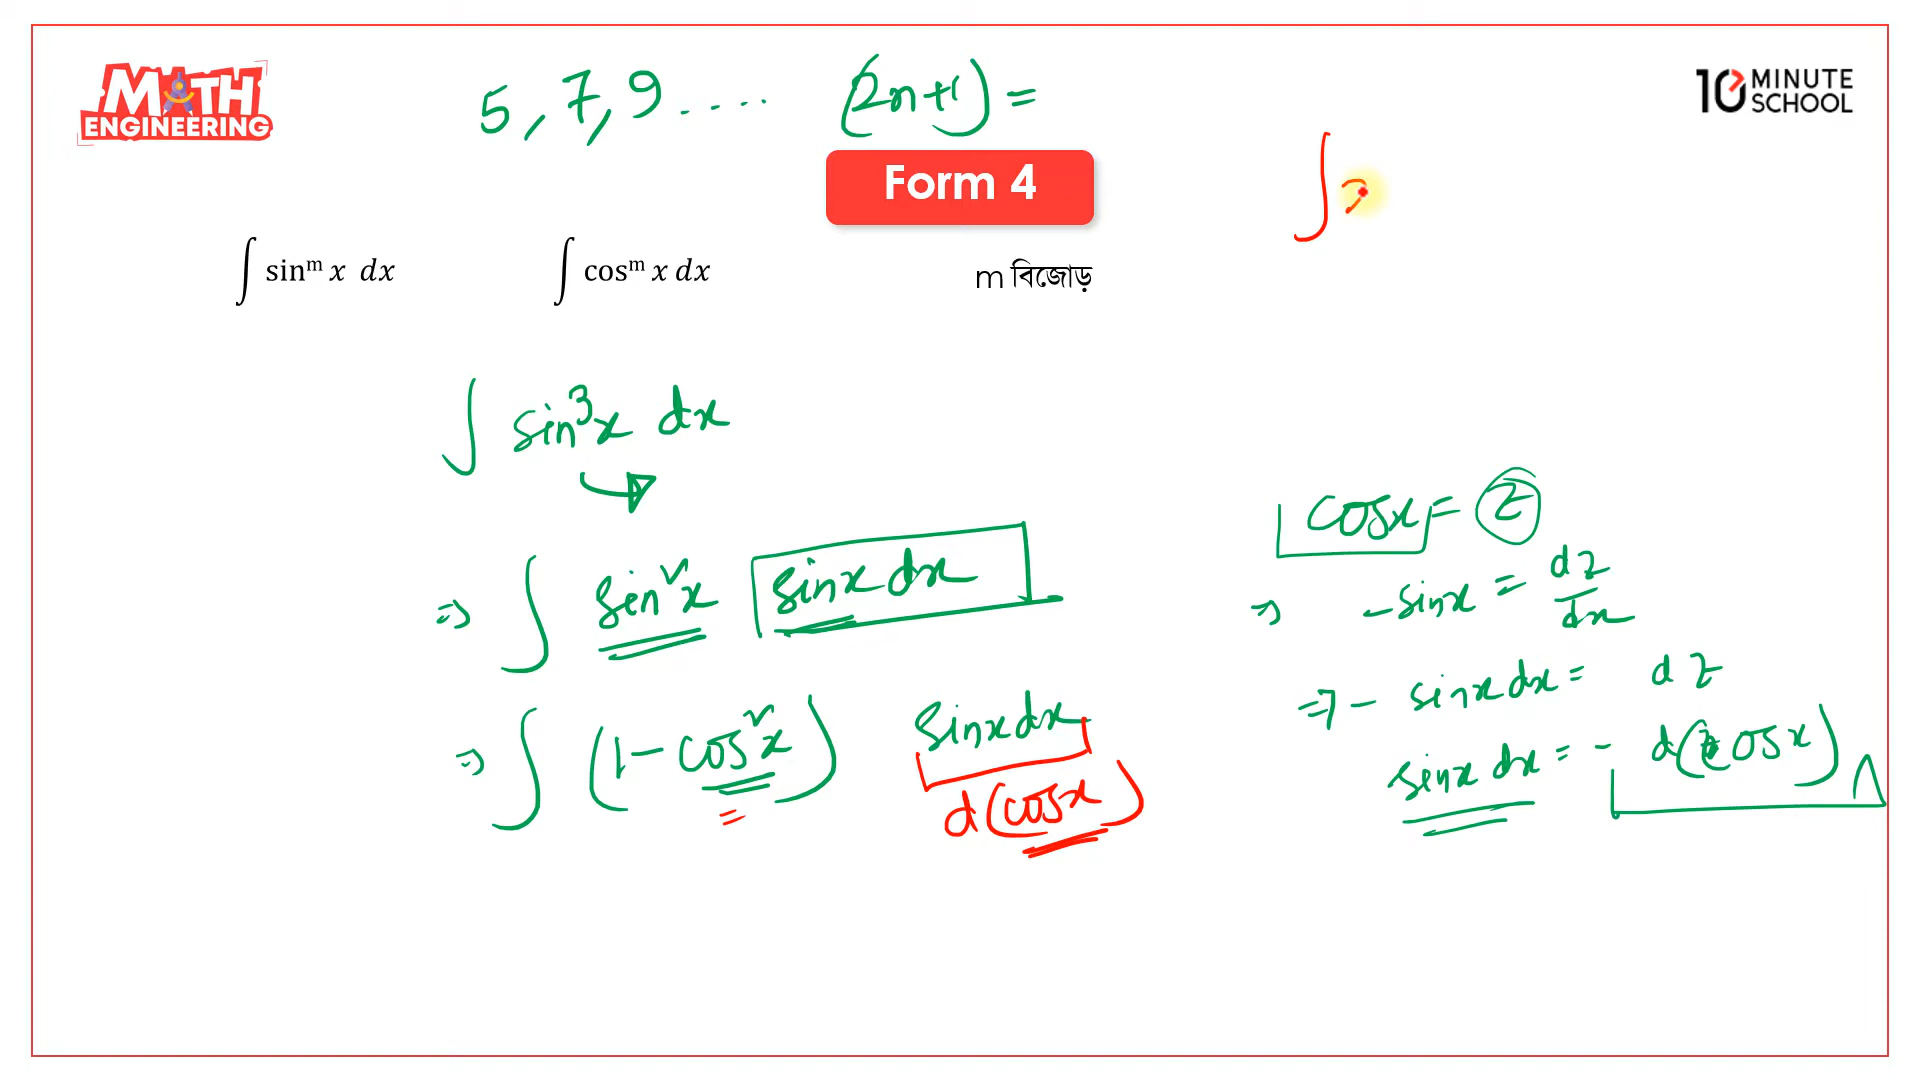 MATH ENGINEERING
10 MINUTE SCHOOL
5, 7, 9 .... (2n+1) =
Form 4
∫ sinᵐ x dx ∫ cosᵐ x dx m বিজোড়
∫
∫ sin³x dx
⇒ ∫ sin²x sinx dx
⇒ ∫ (1 - cos²x) sinx dx
d(cosx)
cosx = z
⇒ -sinx = dz/dx
⇒ - sinx dx = dz
sinx dx = - d(cosx)